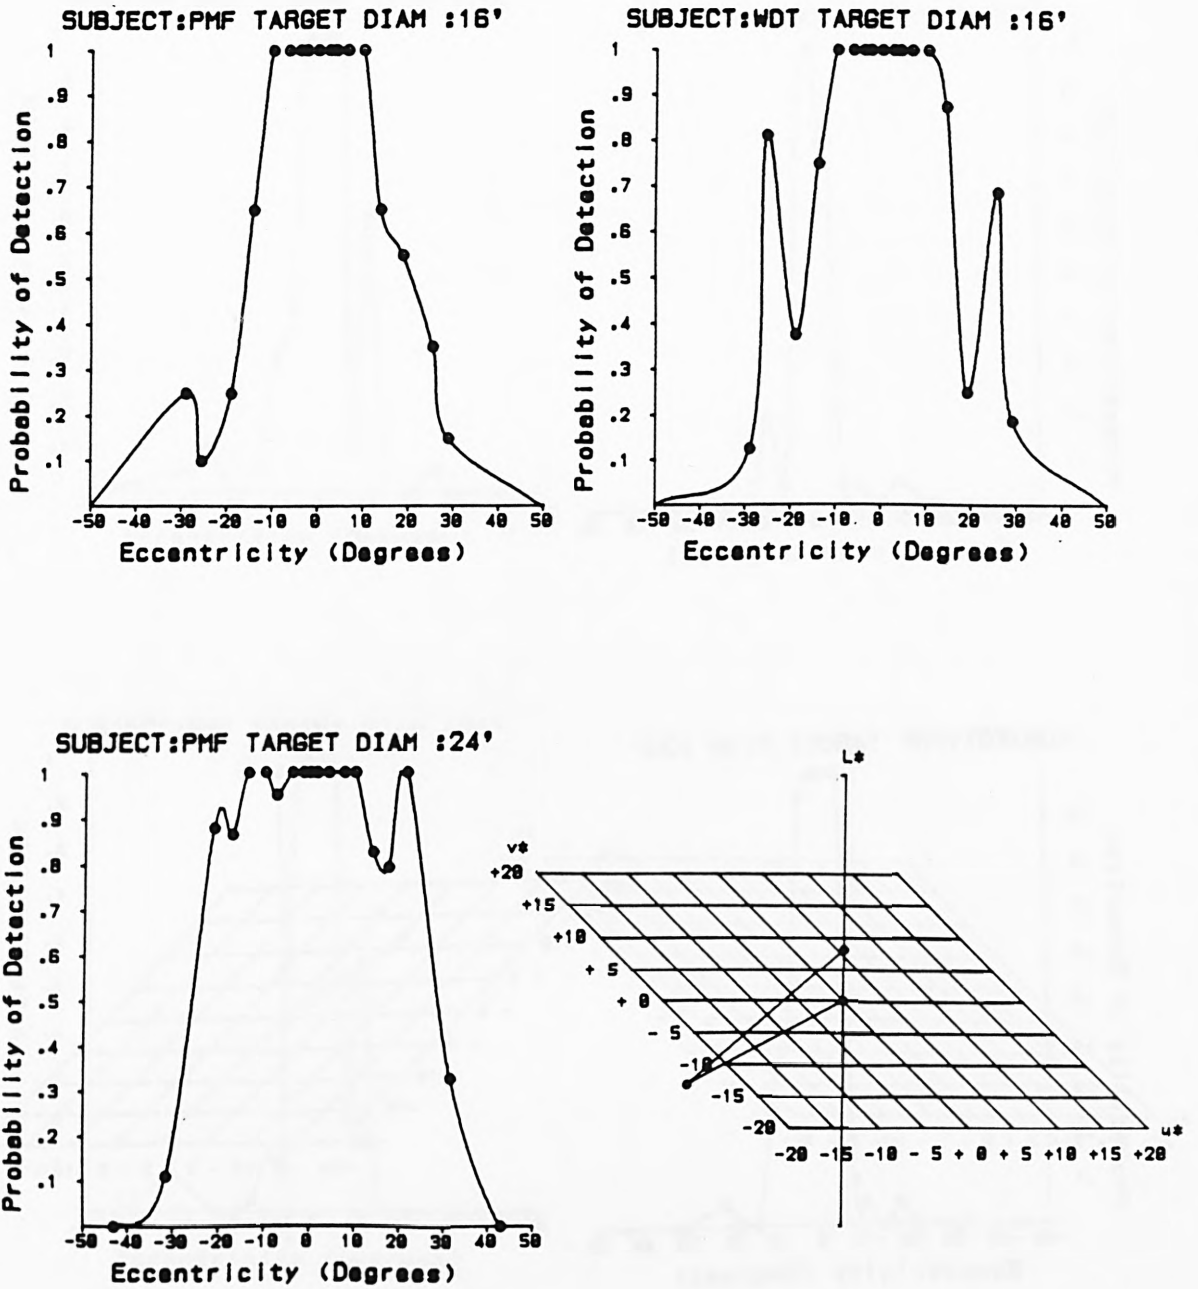 SUBJECT:PMF TARGET DIAM :16'
1
.9
.8
.7
.6
.5
.4
.3
.2
.1
Probability of Detection
-50 -40 -30 -20 -10 0 10 20 30 40 50
Eccentricity (Degrees)
SUBJECT:WDT TARGET DIAM :16'
1
.9
.8
.7
.6
.5
.4
.3
.2
.1
Probability of Detection
-50 -40 -30 -20 -10 0 10 20 30 40 50
Eccentricity (Degrees)
SUBJECT:PMF TARGET DIAM :24'
1
.9
.8
.7
.6
.5
.4
.3
.2
.1
Probability of Detection
-50 -40 -30 -20 -10 0 10 20 30 40 50
Eccentricity (Degrees)
L*
v*
+20
+15
+10
+ 5
+ 0
- 5
-10
-15
-20
u*
-20 -15 -10 - 5 + 0 + 5 +10 +15 +20